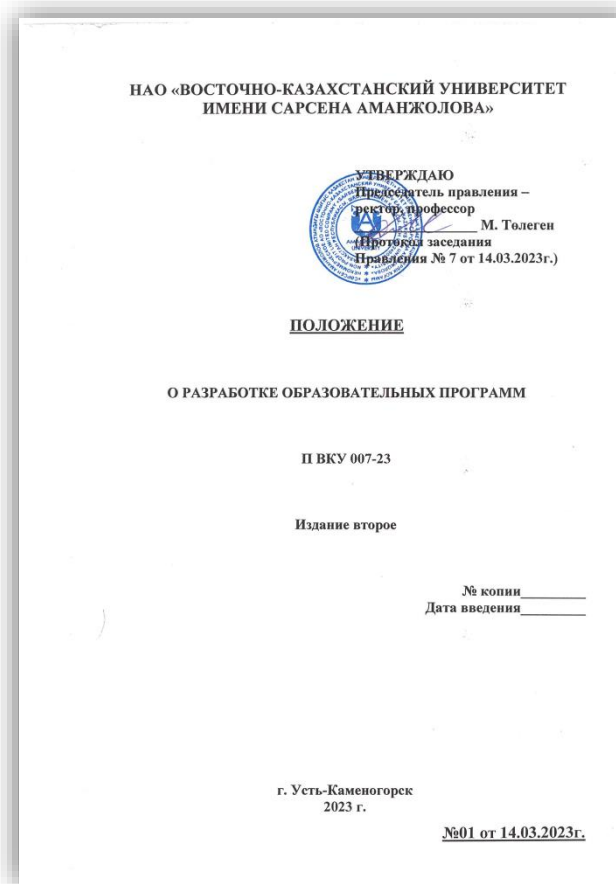 НАО «ВОСТОЧНО-КАЗАХСТАНСКИЙ УНИВЕРСИТЕТ
ИМЕНИ САРСЕНА АМАНЖОЛОВА»
УТВЕРЖДАЮ
Председатель правления –
ректор, профессор
________________ М. Төлеген
(Протокол заседания
Правления № 7 от 14.03.2023г.)
ПОЛОЖЕНИЕ
О РАЗРАБОТКЕ ОБРАЗОВАТЕЛЬНЫХ ПРОГРАММ
П ВКУ 007-23
Издание второе
№ копии_________
Дата введения_________
г. Усть-Каменогорск
2023 г.
№01 от 14.03.2023г.